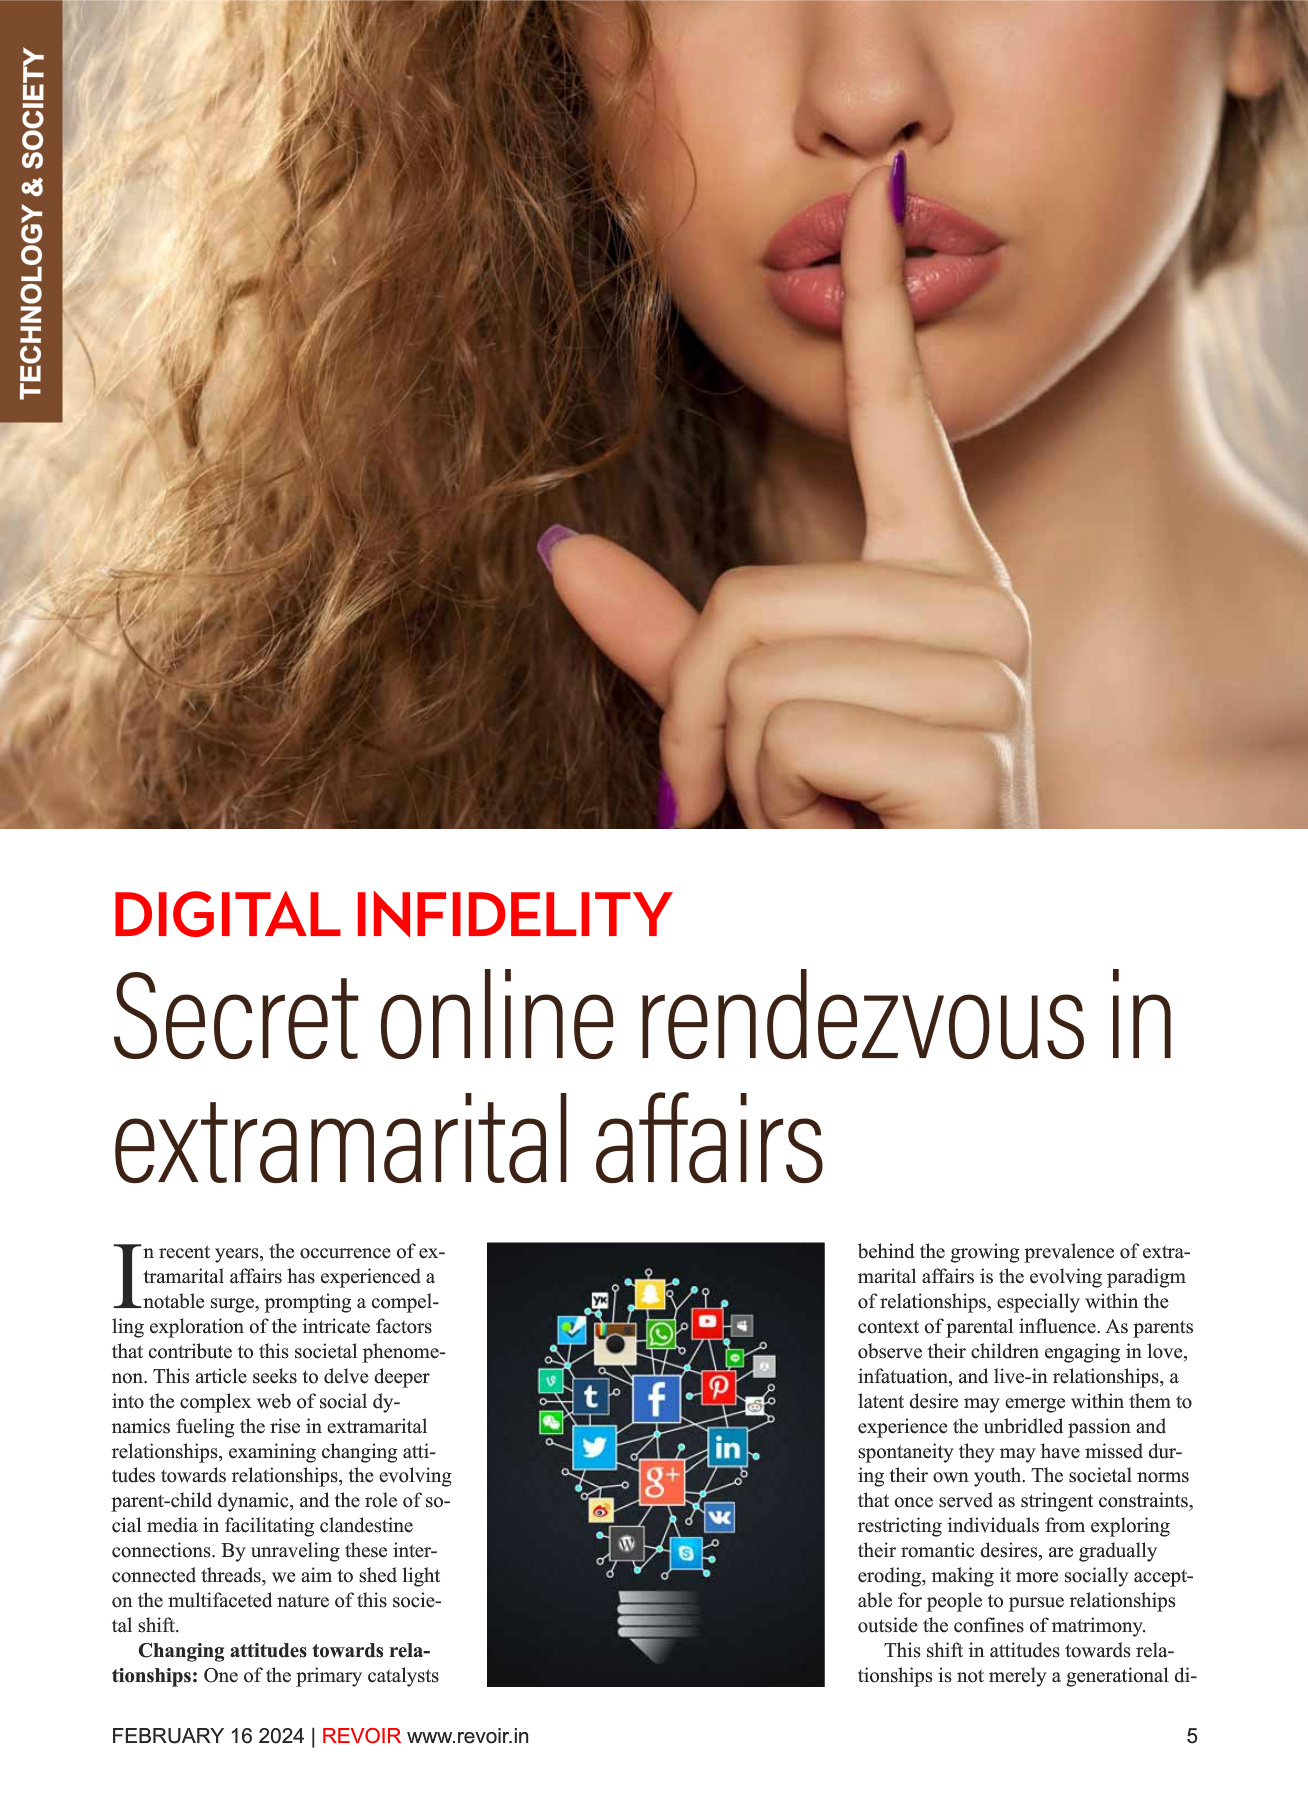 TECHNOLOGY & SOCIETY
DIGITAL INFIDELITY
Secret online rendezvous in
extramarital affairs
In recent years, the occurrence of ex-
tramarital affairs has experienced a
notable surge, prompting a compel-
ling exploration of the intricate factors
that contribute to this societal phenome-
non. This article seeks to delve deeper
into the complex web of social dy-
namics fueling the rise in extramarital
relationships, examining changing atti-
tudes towards relationships, the evolving
parent-child dynamic, and the role of so-
cial media in facilitating clandestine
connections. By unraveling these inter-
connected threads, we aim to shed light
on the multifaceted nature of this socie-
tal shift.
Changing attitudes towards rela-
tionships: One of the primary catalysts
behind the growing prevalence of extra-
marital affairs is the evolving paradigm
of relationships, especially within the
context of parental influence. As parents
observe their children engaging in love,
infatuation, and live-in relationships, a
latent desire may emerge within them to
experience the unbridled passion and
spontaneity they may have missed dur-
ing their own youth. The societal norms
that once served as stringent constraints,
restricting individuals from exploring
their romantic desires, are gradually
eroding, making it more socially accept-
able for people to pursue relationships
outside the confines of matrimony.
This shift in attitudes towards rela-
tionships is not merely a generational di-
FEBRUARY 16 2024 | REVOIR www.revoir.in
5